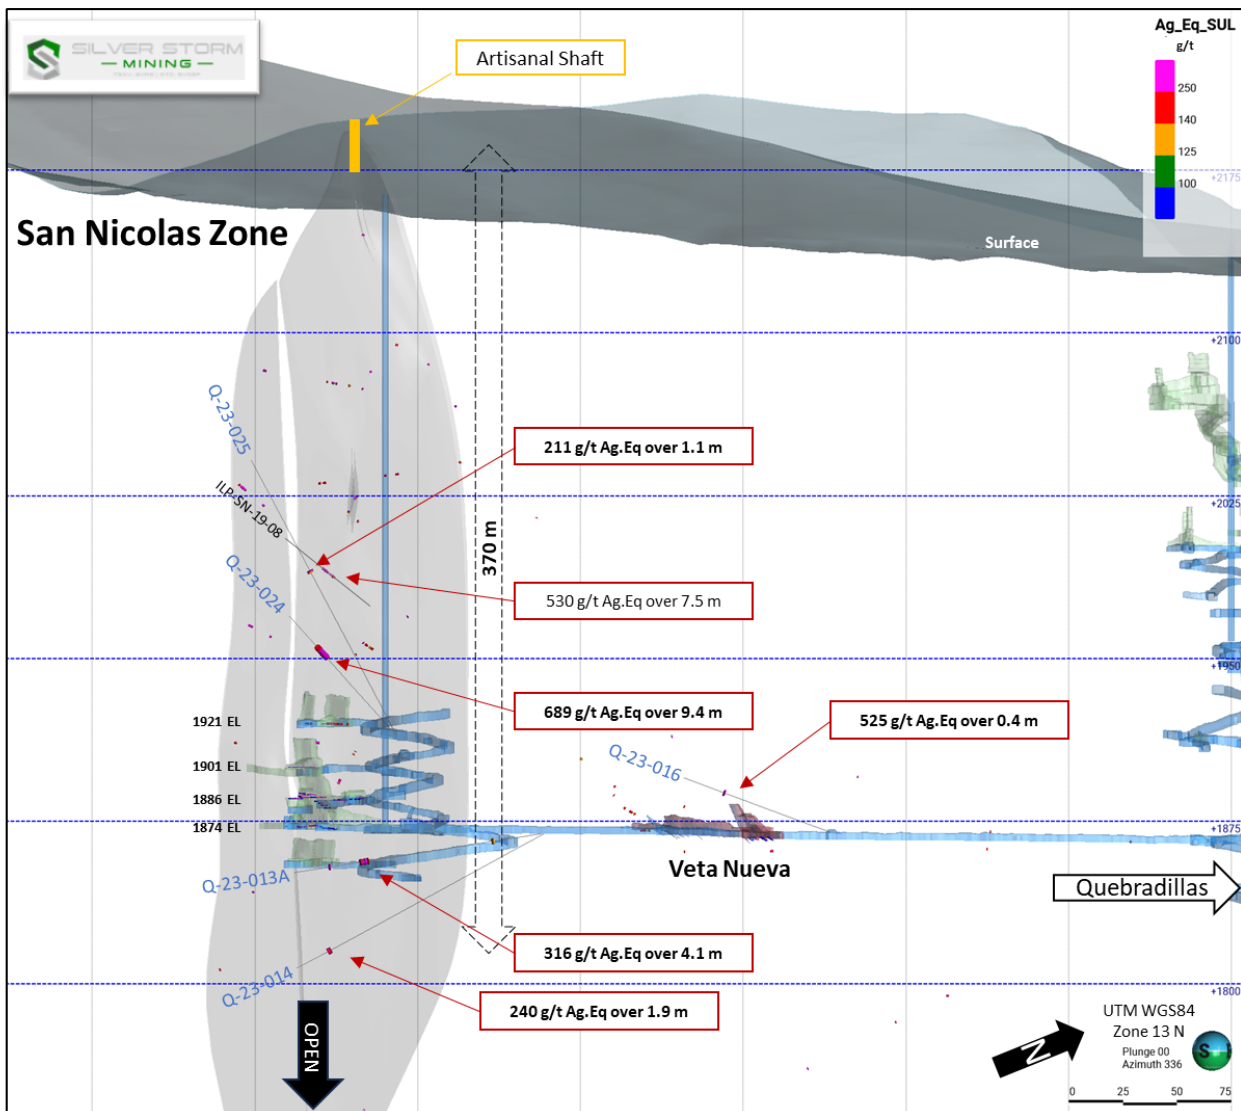 SILVER STORM
MINING
Artisanal Shaft
Ag_Eq_SUL
g/t
250
140
125
100
+2175
San Nicolas Zone
Surface
+2100
Q-23-025
211 g/t Ag.Eq over 1.1 m
ILP-SN-19-08
+2025
370 m
Q-23-024
530 g/t Ag.Eq over 7.5 m
+1950
689 g/t Ag.Eq over 9.4 m
525 g/t Ag.Eq over 0.4 m
1921 EL
Q-23-016
1901 EL
1886 EL
1874 EL
+1875
Veta Nueva
Q-23-013A
Quebradillas
316 g/t Ag.Eq over 4.1 m
Q-23-014
240 g/t Ag.Eq over 1.9 m
+1800
OPEN
UTM WGS84
Zone 13 N
N
Plunge 00
Azimuth 336
S
0 25 50 75